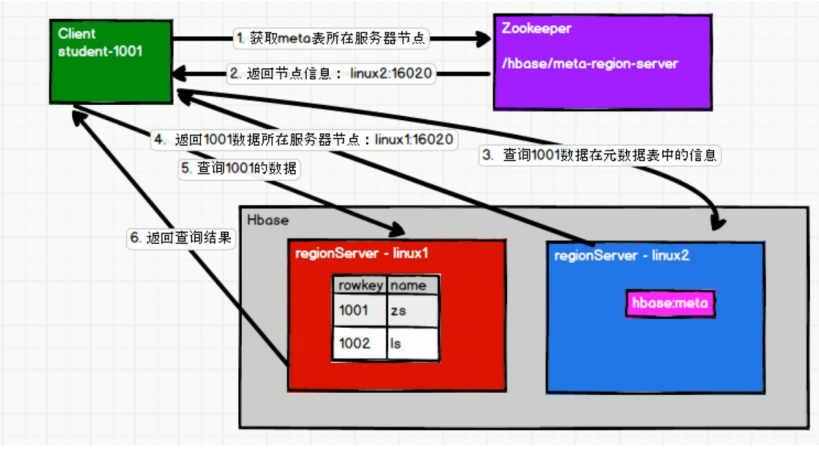 Client
student-1001
Zookeeper
/hbase/meta-region-server
1. 获取meta表所在服务器节点
2. 返回节点信息： linux2:16020
4. 返回1001数据所在服务器节点：linux1:16020
3. 查询1001数据在元数据表中的信息
5. 查询1001的数据
6. 返回查询结果
Hbase
regionServer - linux1
rowkey name
1001 zs
1002 ls
regionServer - linux2
hbase:meta